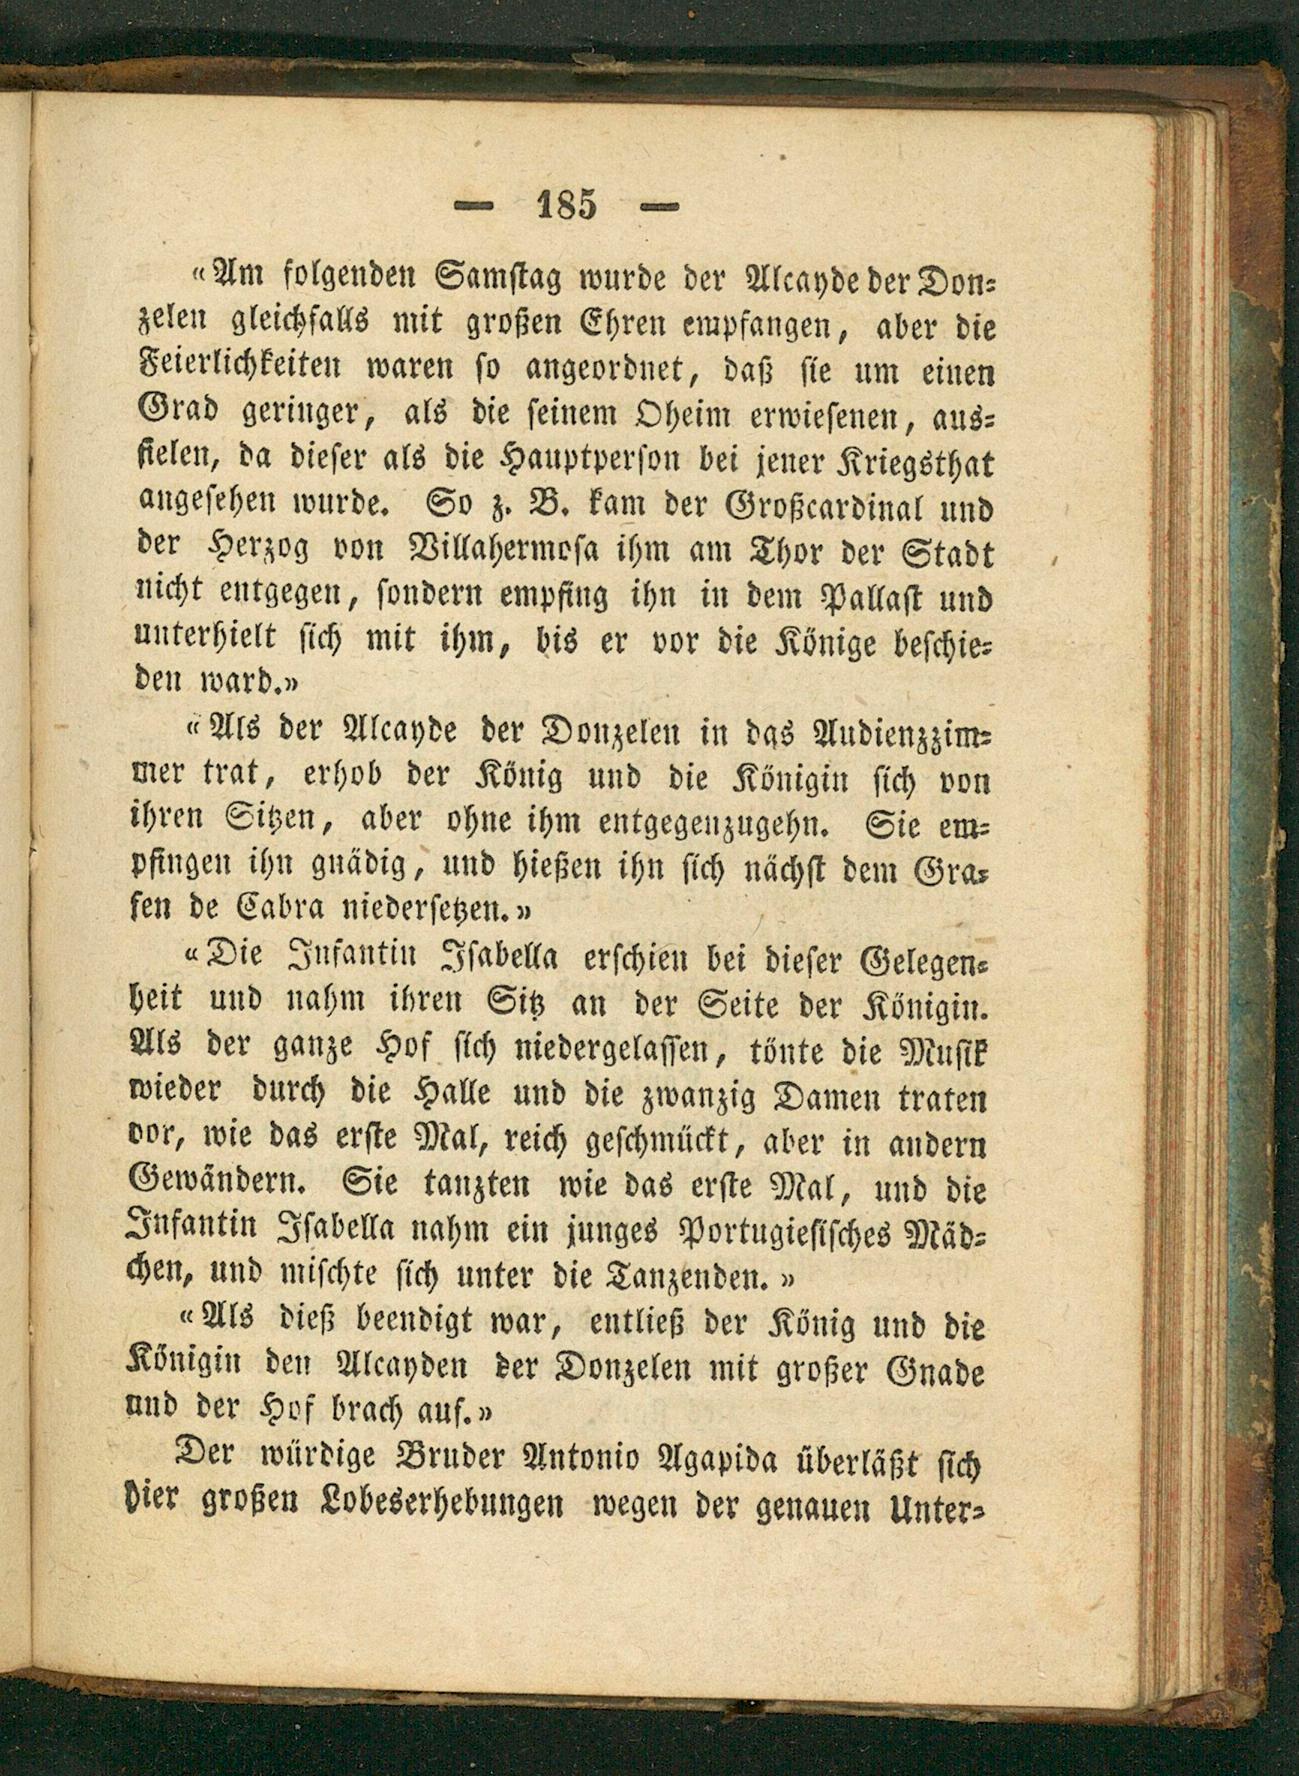 — 185 —
«Am folgenden Samstag wurde der Alcayde der Don-
zelen gleichfalls mit großen Ehren empfangen, aber die
Feierlichkeiten waren so angeordnet, daß sie um einen
Grad geringer, als die seinem Oheim erwiesenen, aus-
fielen, da dieser als die Hauptperson bei jener Kriegsthat
angesehen wurde. So z. B. kam der Großcardinal und
der Herzog von Villahermosa ihm am Thor der Stadt
nicht entgegen, sondern empfing ihn in dem Pallast und
unterhielt sich mit ihm, bis er vor die Könige beschie-
den ward.»
«Als der Alcayde der Donzelen in das Audienzzim-
mer trat, erhob der König und die Königin sich von
ihren Sitzen, aber ohne ihm entgegenzugehn. Sie em-
pfingen ihn gnädig, und hießen ihn sich nächst dem Gra-
fen de Cabra niedersetzen.»
«Die Infantin Isabella erschien bei dieser Gelegen-
heit und nahm ihren Sitz an der Seite der Königin.
Als der ganze Hof sich niedergelassen, tönte die Musik
wieder durch die Halle und die zwanzig Damen traten
vor, wie das erste Mal, reich geschmückt, aber in andern
Gewändern. Sie tanzten wie das erste Mal, und die
Infantin Isabella nahm ein junges Portugiesisches Mäd-
chen, und mischte sich unter die Tanzenden.»
«Als dieß beendigt war, entließ der König und die
Königin den Alcayden der Donzelen mit großer Gnade
und der Hof brach auf.»
Der würdige Bruder Antonio Agapida überläßt sich
hier großen Lobeserhebungen wegen der genauen Unter-